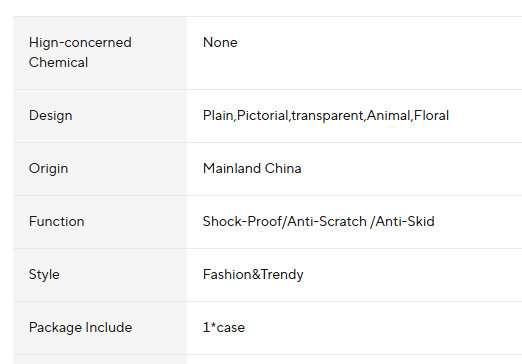 Hign-concerned
Chemical
None
Design
Plain,Pictorial,transparent,Animal,Floral
Origin
Mainland China
Function
Shock-Proof/Anti-Scratch /Anti-Skid
Style
Fashion&Trendy
Package Include
1*case